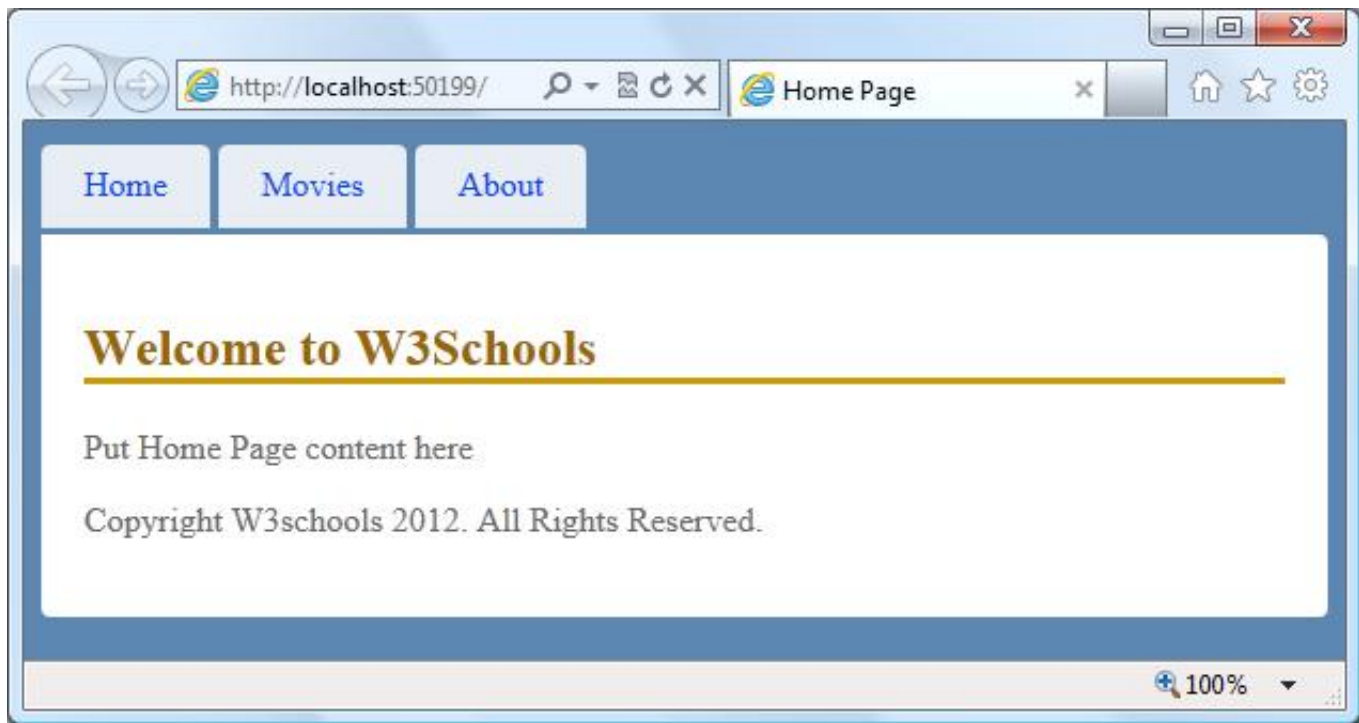 http://localhost:50199/
Home Page
Home Movies About
Welcome to W3Schools
Put Home Page content here
Copyright W3schools 2012. All Rights Reserved.
100%